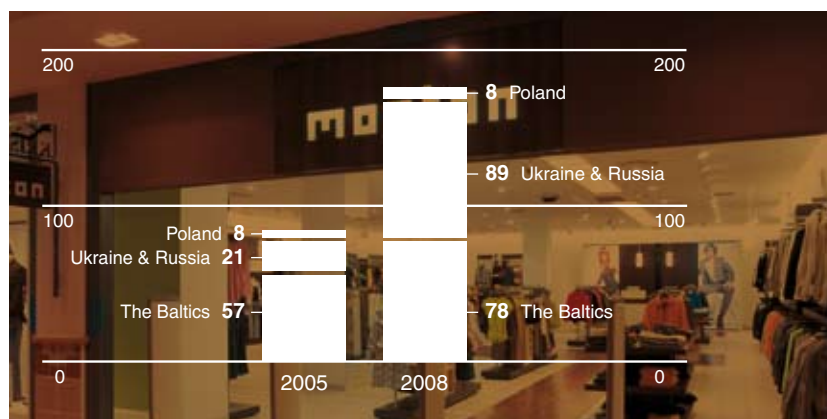 200 200
8 Poland
89 Ukraine & Russia
100 100
Poland 8
Ukraine & Russia 21
The Baltics 57
78 The Baltics
0 0
2005 2008